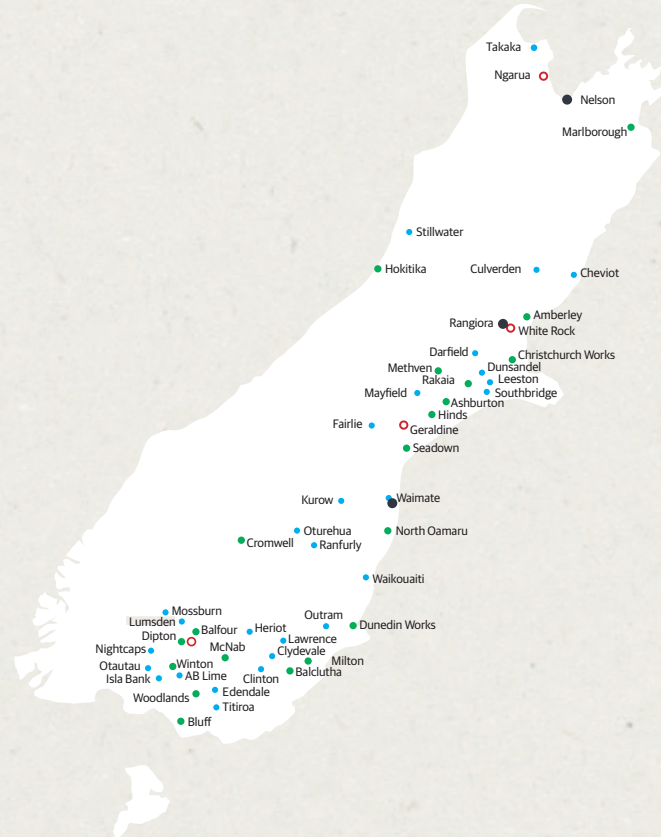 Takaka
Ngarua
Nelson
Marlborough
Stillwater
Hokitika
Culverden
Cheviot
Amberley
Rangiora
White Rock
Darfield
Christchurch Works
Methven
Dunsandel
Rakaia
Leeston
Mayfield
Southbridge
Ashburton
Hinds
Fairlie
Geraldine
Seadown
Kurow
Waimate
Oturehua
North Oamaru
Cromwell
Ranfurly
Waikouaiti
Mossburn
Outram
Lumsden
Balfour
Heriot
Dunedin Works
Dipton
Lawrence
Nightcaps
McNab
Clydevale
Otautau
Winton
Milton
Isla Bank
AB Lime
Clinton
Balclutha
Woodlands
Edendale
Titiroa
Bluff